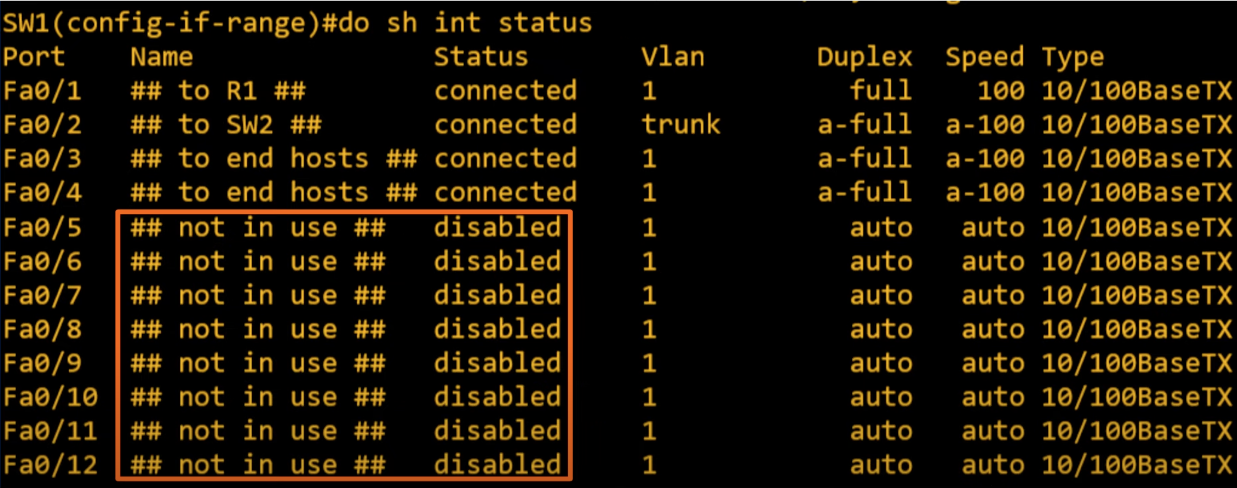 SW1(config-if-range)#do sh int status
Port Name Status Vlan Duplex Speed Type
Fa0/1 ## to R1 ## connected 1 full 100 10/100BaseTX
Fa0/2 ## to SW2 ## connected trunk a-full a-100 10/100BaseTX
Fa0/3 ## to end hosts ## connected 1 a-full a-100 10/100BaseTX
Fa0/4 ## to end hosts ## connected 1 a-full a-100 10/100BaseTX
Fa0/5 ## not in use ## disabled 1 auto auto 10/100BaseTX
Fa0/6 ## not in use ## disabled 1 auto auto 10/100BaseTX
Fa0/7 ## not in use ## disabled 1 auto auto 10/100BaseTX
Fa0/8 ## not in use ## disabled 1 auto auto 10/100BaseTX
Fa0/9 ## not in use ## disabled 1 auto auto 10/100BaseTX
Fa0/10 ## not in use ## disabled 1 auto auto 10/100BaseTX
Fa0/11 ## not in use ## disabled 1 auto auto 10/100BaseTX
Fa0/12 ## not in use ## disabled 1 auto auto 10/100BaseTX